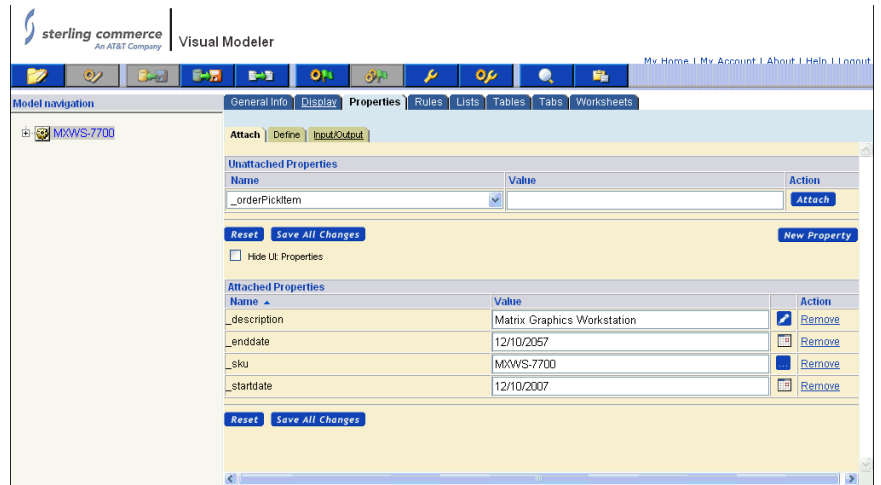 sterling commerce
An AT&T Company
Visual Modeler
My Home | My Account | About | Help | Logout
Model navigation
General Info Display Properties Rules Lists Tables Tabs Worksheets
MXWS-7700
Attach Define Input/Output
Unattached Properties
Name Value Action
_orderPickItem Attach
Reset Save All Changes New Property
Hide UI: Properties
Attached Properties
Name Value Action
_description Matrix Graphics Workstation Remove
_enddate 12/10/2057 Remove
_sku MXWS-7700 ... Remove
_startdate 12/10/2007 Remove
Reset Save All Changes